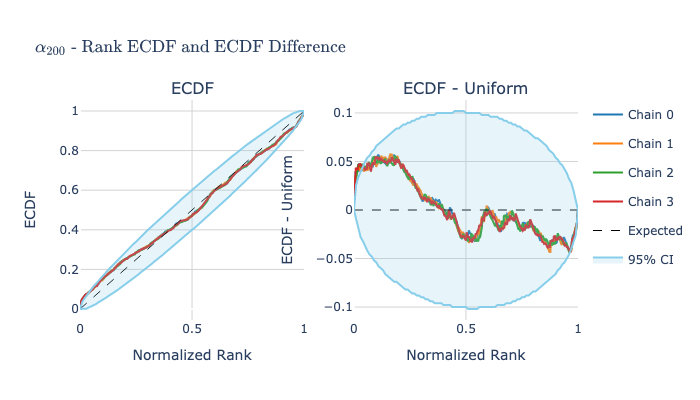 α₂₀₀ - Rank ECDF and ECDF Difference
ECDF
ECDF - Uniform
ECDF
1
0.8
0.6
0.4
0.2
0
0
0.5
1
Normalized Rank
ECDF - Uniform
0.1
0.05
0
−0.05
−0.1
0
0.5
1
Normalized Rank
Chain 0
Chain 1
Chain 2
Chain 3
Expected
95% CI